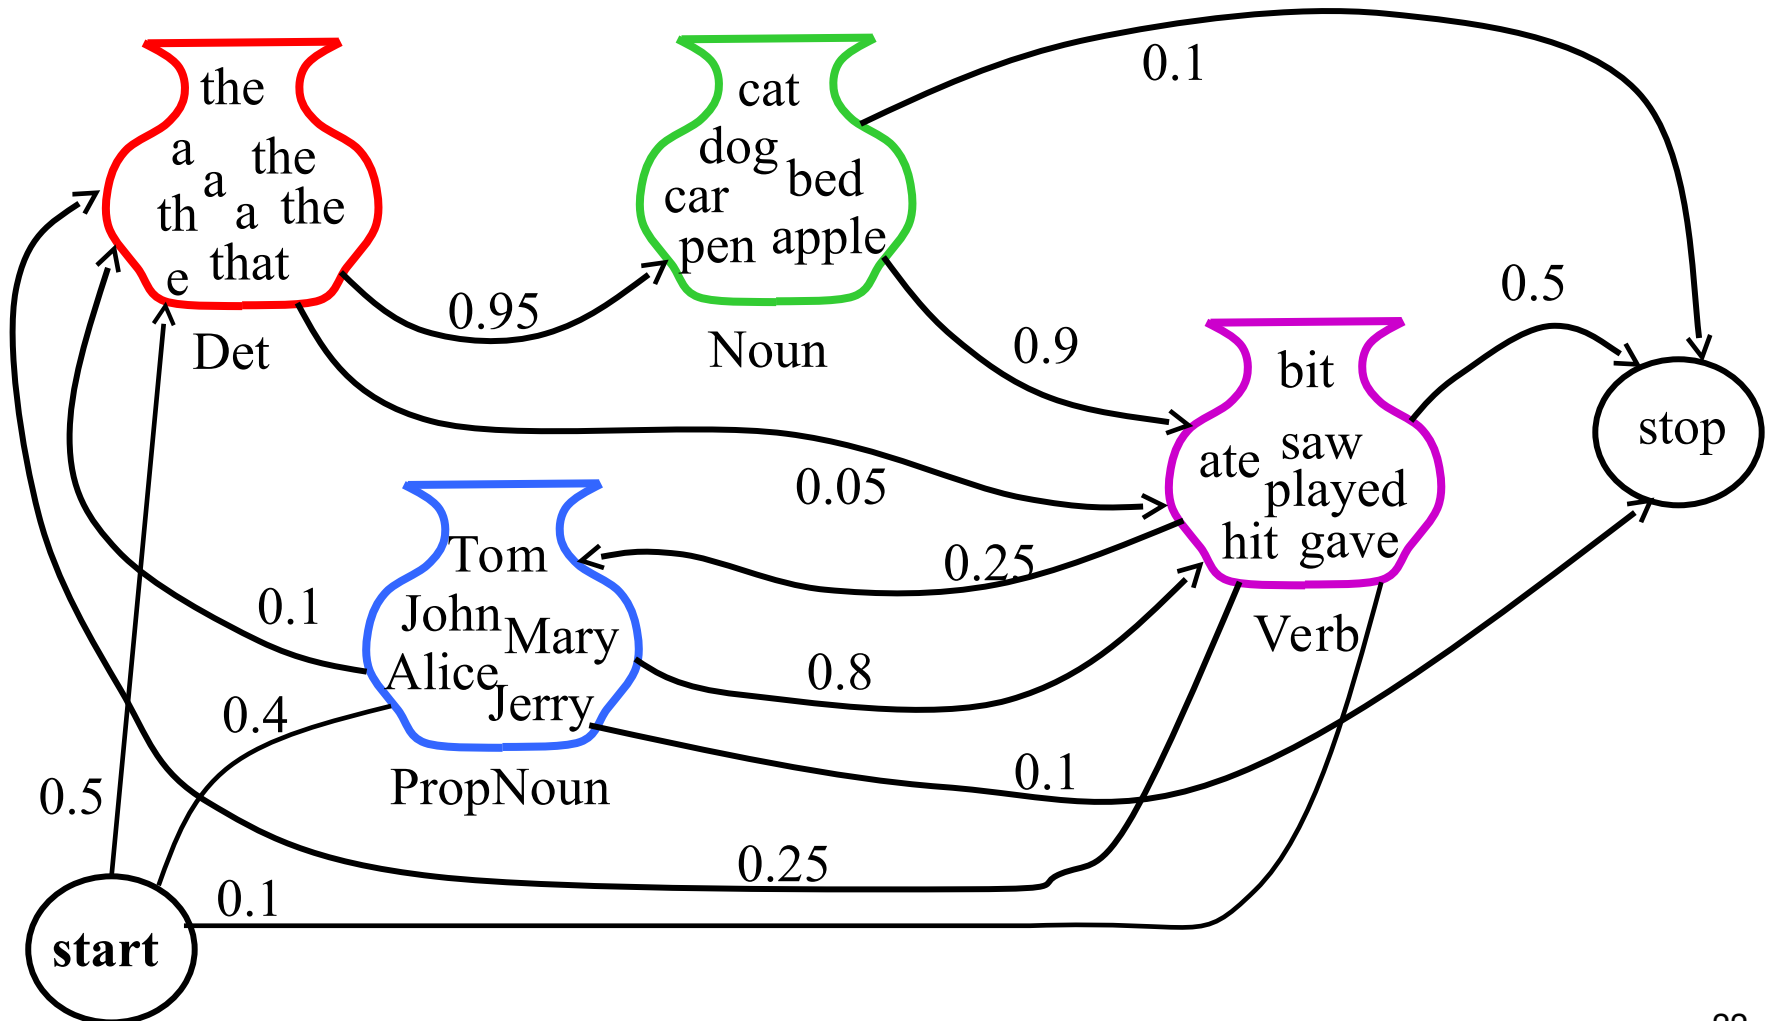 the
a
the
a
th
a
the
that
e
Det
cat
dog
bed
car
apple
pen
Noun
bit
saw
ate
played
hit gave
Verb
Tom
John
Mary
Alice
Jerry
PropNoun
start
stop
0.95
0.9
0.1
0.5
0.05
0.25
0.8
0.1
0.1
0.4
0.5
0.25
0.1